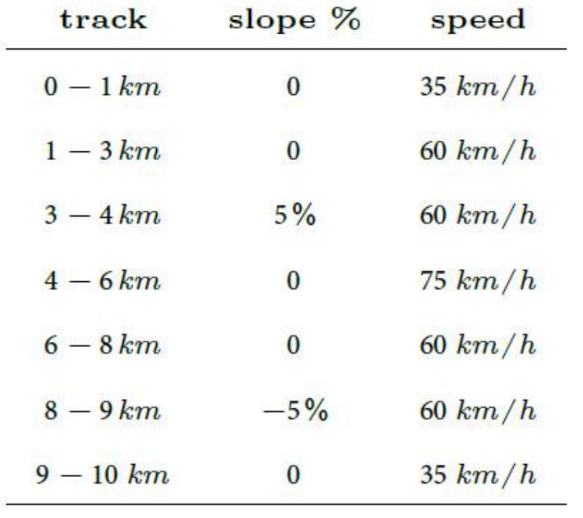 track slope % speed
0 – 1 km 0 35 km/h
1 – 3 km 0 60 km/h
3 – 4 km 5% 60 km/h
4 – 6 km 0 75 km/h
6 – 8 km 0 60 km/h
8 – 9 km −5% 60 km/h
9 – 10 km 0 35 km/h